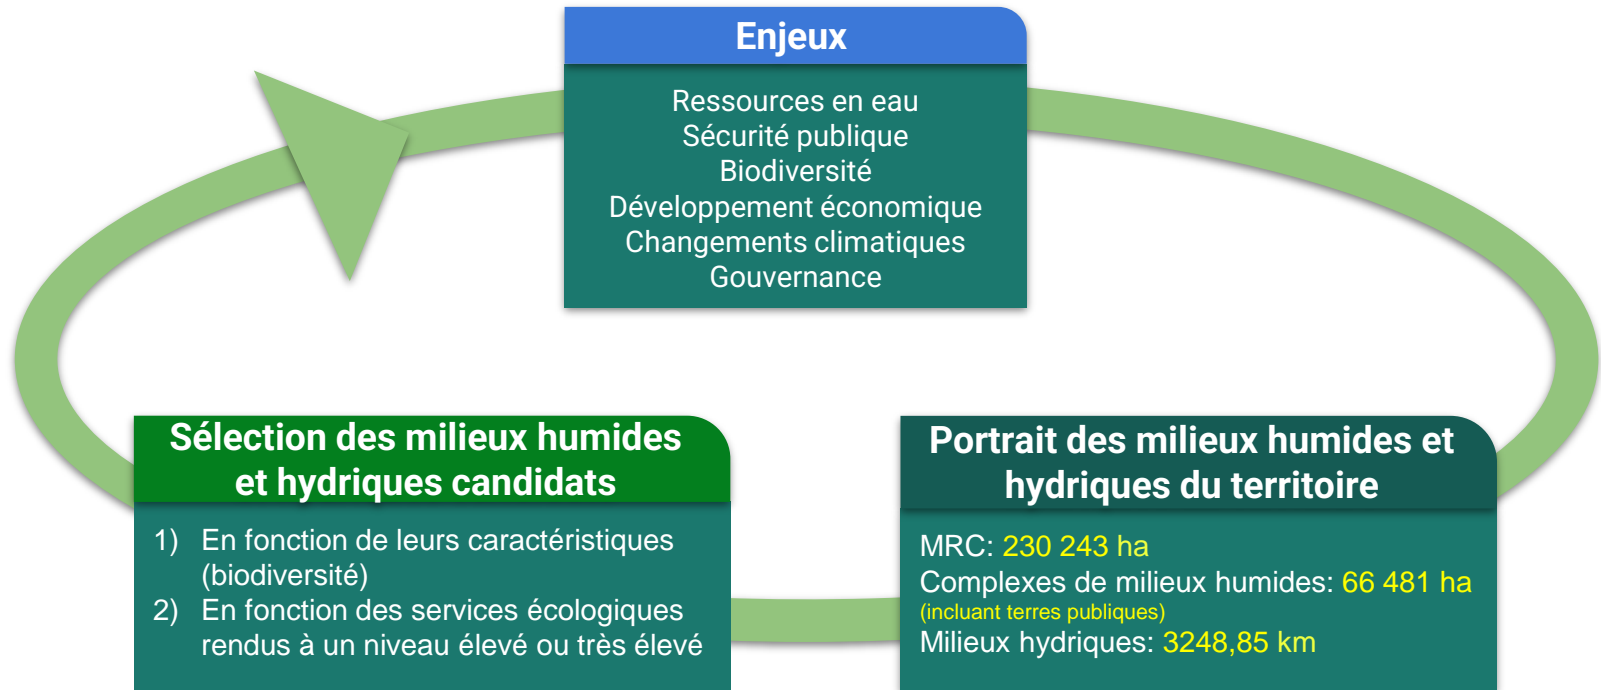 Enjeux
Ressources en eau
Sécurité publique
Biodiversité
Développement économique
Changements climatiques
Gouvernance
Sélection des milieux humides
et hydriques candidats
1) En fonction de leurs caractéristiques
(biodiversité)
2) En fonction des services écologiques
rendus à un niveau élevé ou très élevé
Portrait des milieux humides et
hydriques du territoire
MRC: 230 243 ha
Complexes de milieux humides: 66 481 ha
(incluant terres publiques)
Milieux hydriques: 3248,85 km